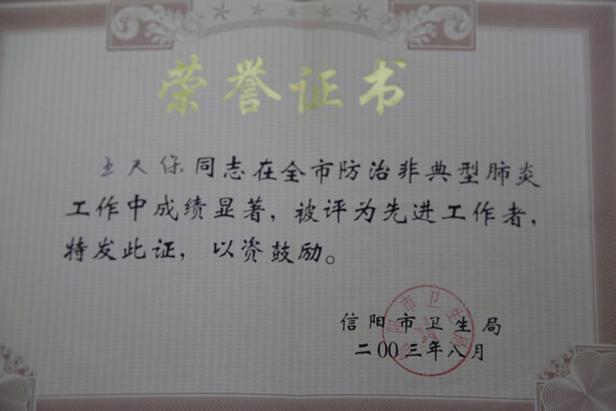 荣誉证书
王天保同志在全市防治非典型肺炎
工作中成绩显著，被评为先进工作者，
特发此证，以资鼓励。
信阳市卫生局
二00三年八月